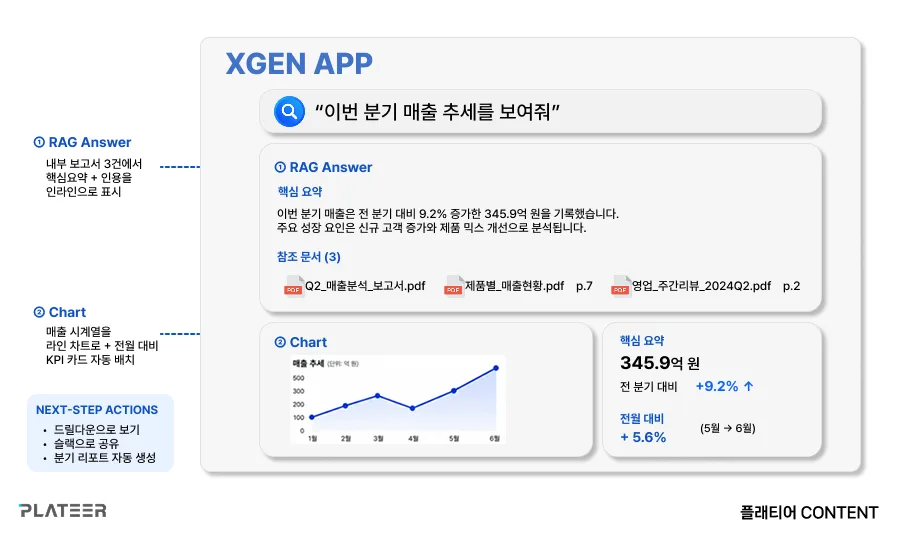 XGEN APP
“이번 분기 매출 추세를 보여줘”
① RAG Answer
내부 보고서 3건에서
핵심요약 + 인용을
인라인으로 표시
① RAG Answer
핵심 요약
이번 분기 매출은 전 분기 대비 9.2% 증가한 345.9억 원을 기록했습니다.
주요 성장 요인은 신규 고객 증가와 제품 믹스 개선으로 분석됩니다.
참조 문서 (3)
PDF Q2_매출분석_보고서.pdf
PDF 제품별_매출현황.pdf p.7
PDF 영업_주간리뷰_2024Q2.pdf p.2
② Chart
매출 시계열을
라인 차트로 + 전월 대비
KPI 카드 자동 배치
② Chart
매출 추세 (단위: 억 원)
500
400
300
200
100
0
1월 2월 3월 4월 5월 6월
핵심 요약
345.9억 원
전 분기 대비 +9.2% ↑
전월 대비
+ 5.6% (5월 → 6월)
NEXT-STEP ACTIONS
• 드릴다운으로 보기
• 슬랙으로 공유
• 분기 리포트 자동 생성
PLATEER
플래티어 CONTENT